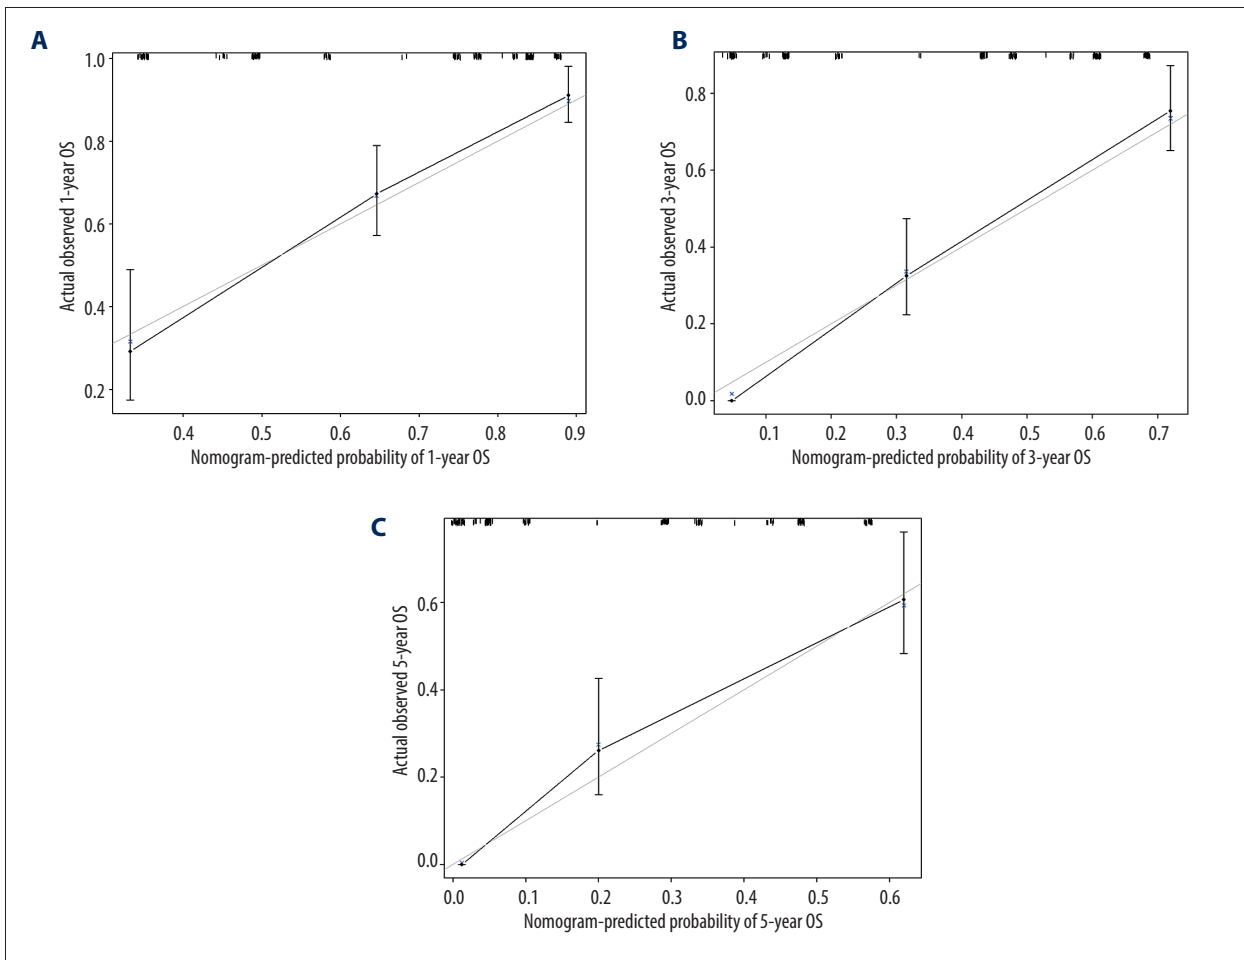 A
1.0
0.8
0.6
0.4
0.2
Actual observed 1-year OS
0.4 0.5 0.6 0.7 0.8 0.9
Nomogram-predicted probability of 1-year OS
B
0.8
0.6
0.4
0.2
0.0
Actual observed 3-year OS
0.1 0.2 0.3 0.4 0.5 0.6 0.7
Nomogram-predicted probability of 3-year OS
C
0.6
0.4
0.2
0.0
Actual observed 5-year OS
0.0 0.1 0.2 0.3 0.4 0.5 0.6
Nomogram-predicted probability of 5-year OS